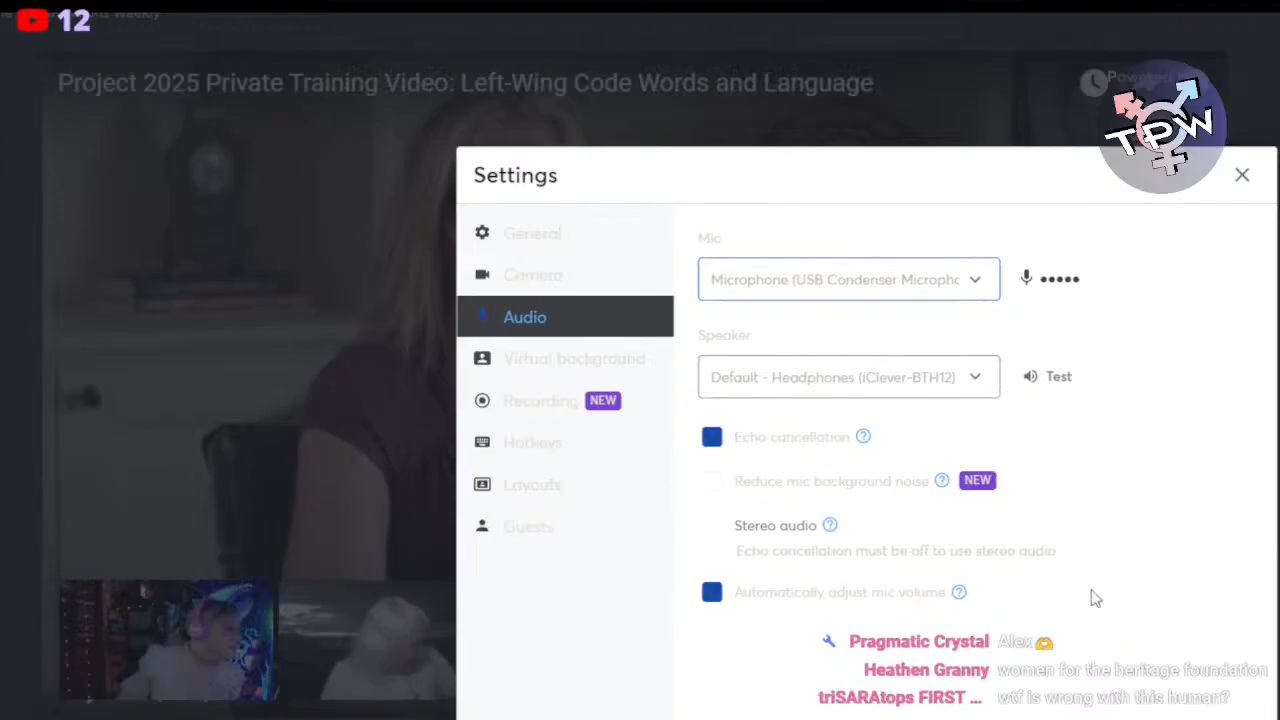 12
Project 2025 Private Training Video: Left-Wing Code Words and Language
Powered
TPW
Settings
General
Camera
Audio
Virtual background
Recording NEW
Hotkeys
Layouts
Guests
Mic
Microphone (USB Condenser Micropho
Speaker
Default - Headphones (iClever-BTH12)
Test
Echo cancellation
Reduce mic background noise NEW
Stereo audio
Echo cancellation must be off to use stereo audio
Automatically adjust mic volume
Pragmatic Crystal Alex🫶
Heathen Granny women for the heritage foundation
triSARAtops FIRST ... wtf is wrong with this human?